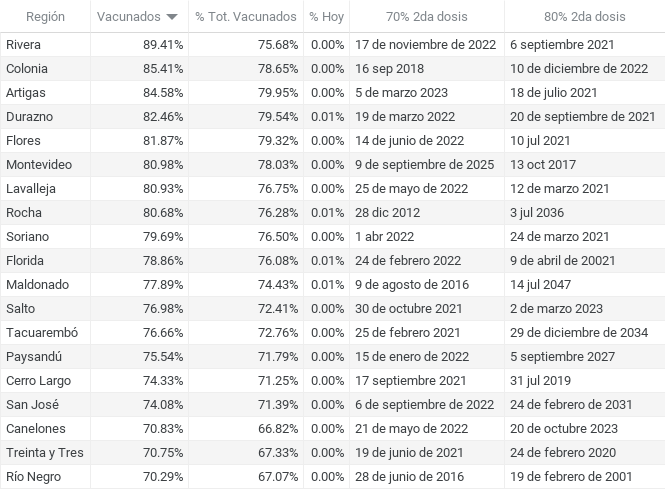 Región Vacunados % Tot. Vacunados % Hoy 70% 2da dosis 80% 2da dosis
Rivera 89.41% 75.68% 0.00% 17 de noviembre de 2022 6 septiembre 2021
Colonia 85.41% 78.65% 0.00% 16 sep 2018 10 de diciembre de 2022
Artigas 84.58% 79.95% 0.00% 5 de marzo 2023 18 de julio 2021
Durazno 82.46% 79.54% 0.01% 19 de marzo 2022 20 de septiembre de 2021
Flores 81.87% 79.32% 0.00% 14 de junio de 2022 10 jul 2021
Montevideo 80.98% 78.03% 0.00% 9 de septiembre de 2025 13 oct 2017
Lavalleja 80.93% 76.75% 0.00% 25 de mayo de 2022 12 de marzo 2021
Rocha 80.68% 76.28% 0.01% 28 dic 2012 3 jul 2036
Soriano 79.69% 76.50% 0.00% 1 abr 2022 24 de marzo 2021
Florida 78.86% 76.08% 0.01% 24 de febrero 2022 9 de abril de 20021
Maldonado 77.89% 74.43% 0.01% 9 de agosto de 2016 14 jul 2047
Salto 76.98% 72.41% 0.00% 30 de octubre 2021 2 de marzo 2023
Tacuarembó 76.66% 72.76% 0.00% 25 de febrero 2021 29 de diciembre de 2034
Paysandú 75.54% 71.79% 0.00% 15 de enero de 2022 5 septiembre 2027
Cerro Largo 74.33% 71.25% 0.00% 17 septiembre 2021 31 jul 2019
San José 74.08% 71.39% 0.00% 6 de septiembre de 2022 24 de febrero de 2031
Canelones 70.83% 66.82% 0.00% 21 de mayo de 2022 20 de octubre 2023
Treinta y Tres 70.75% 67.33% 0.00% 19 de junio de 2021 24 de febrero 2020
Río Negro 70.29% 67.07% 0.00% 28 de junio de 2016 19 de febrero de 2001